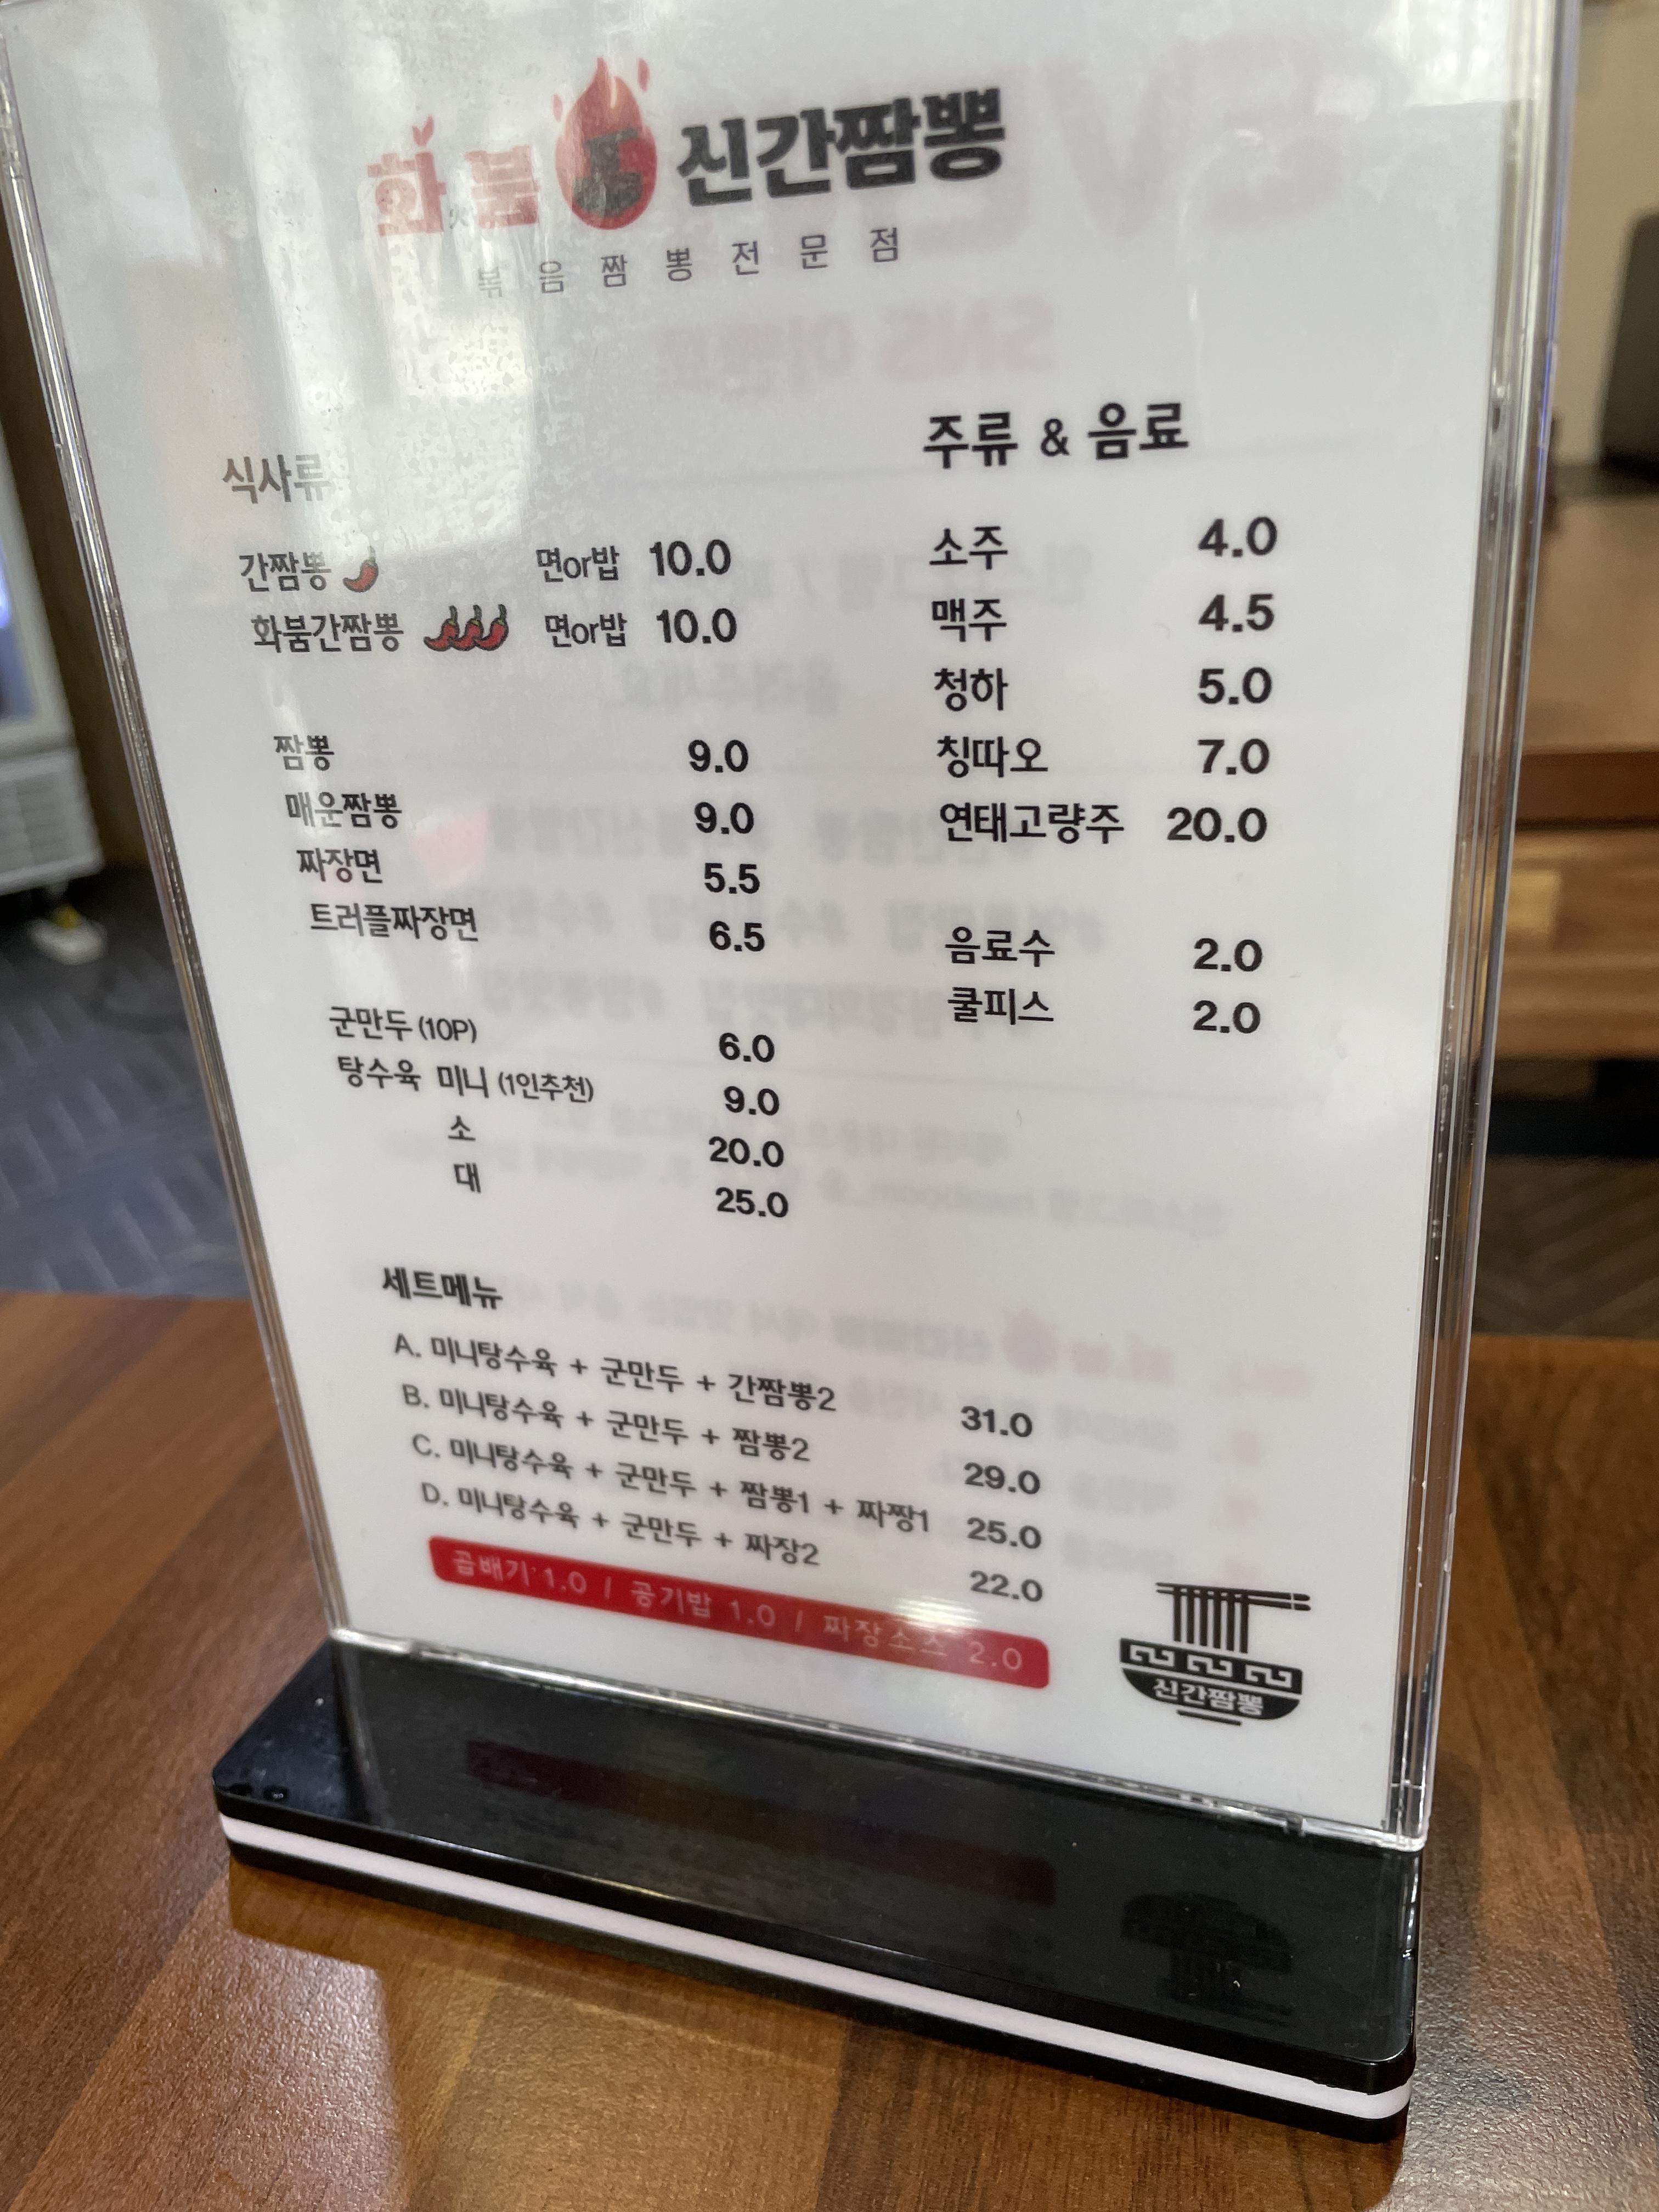 화붐 신간짬뽕
볶음짬뽕전문점
식사류
간짬뽕 면or밥 10.0
화붐간짬뽕 면or밥 10.0
짬뽕 9.0
매운짬뽕 9.0
짜장면 5.5
트러플짜장면 6.5
군만두 (10P) 6.0
탕수육 미니 (1인추천) 9.0
소 20.0
대 25.0
주류 & 음료
소주 4.0
맥주 4.5
청하 5.0
칭따오 7.0
연태고량주 20.0
음료수 2.0
쿨피스 2.0
세트메뉴
A. 미니탕수육 + 군만두 + 간짬뽕2 31.0
B. 미니탕수육 + 군만두 + 짬뽕2 29.0
C. 미니탕수육 + 군만두 + 짬뽕1 + 짜짱1 25.0
D. 미니탕수육 + 군만두 + 짜장2 22.0
곱배기 1.0 / 공기밥 1.0 / 짜장소스 2.0
신간짬뽕